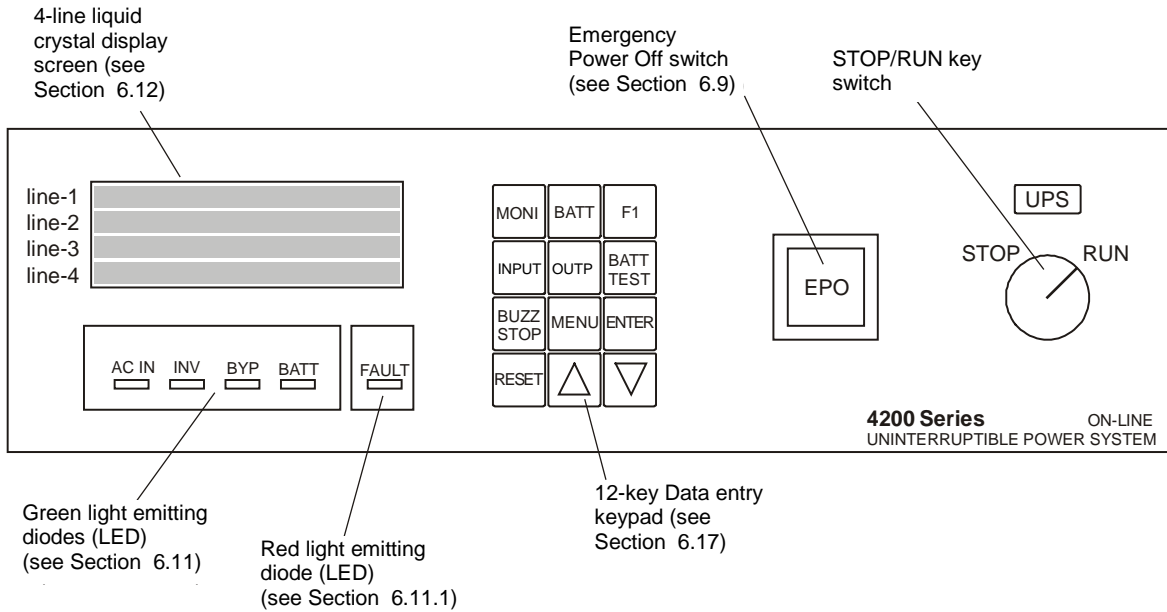 4-line liquid
crystal display
screen (see
Section 6.12)
Emergency
Power Off switch
(see Section 6.9)
STOP/RUN key
switch
line-1
line-2
line-3
line-4
MONI BATT F1
INPUT OUTP BATT
TEST
BUZZ
STOP MENU ENTER
RESET
EPO
UPS
STOP RUN
AC IN INV BYP BATT FAULT
4200 Series ON-LINE
UNINTERRUPTIBLE POWER SYSTEM
Green light emitting
diodes (LED)
(see Section 6.11)
Red light emitting
diode (LED)
(see Section 6.11.1)
12-key Data entry
keypad (see
Section 6.17)